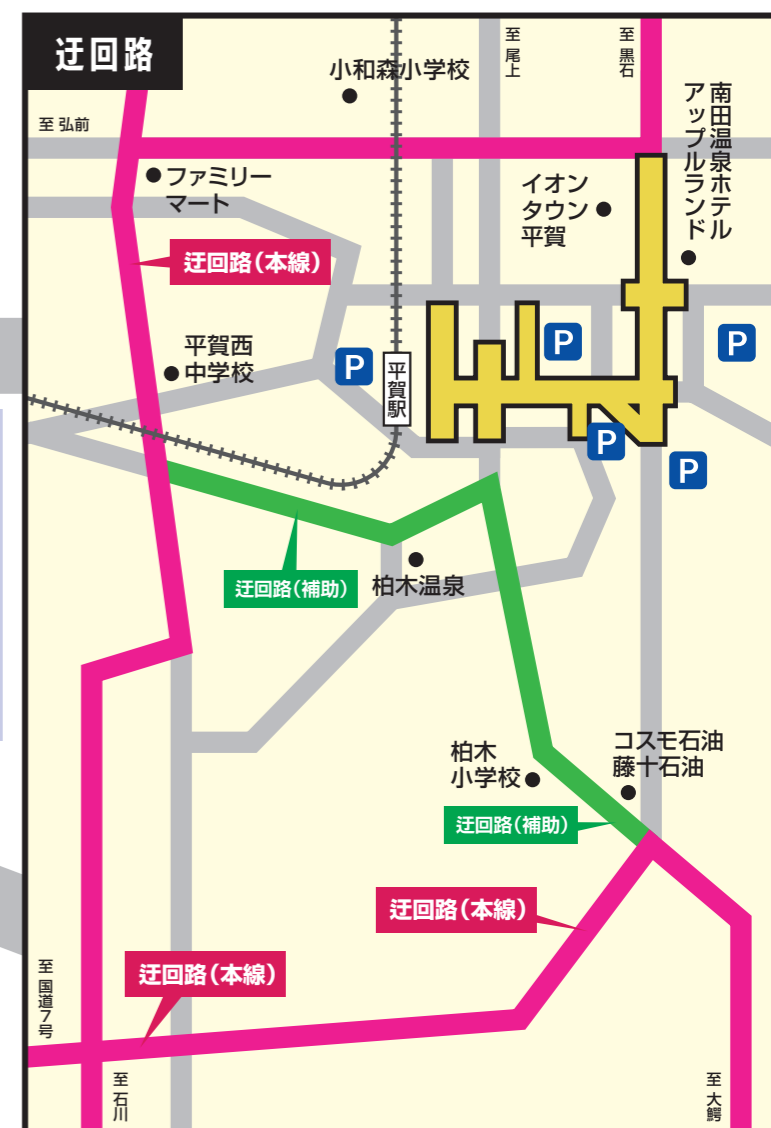 迂回路
小和森小学校
至 尾上
至 黒石
至 弘前
南田温泉ホテル
アップルランド
ファミリー
マート
イオン
タウン
平賀
迂回路(本線)
平賀西
中学校
P
平賀駅
P
P
P
P
迂回路(補助)
柏木温泉
柏木
小学校
コスモ石油
藤十石油
迂回路(補助)
迂回路(本線)
迂回路(本線)
至 国道7号
至 石川
至 大鰐